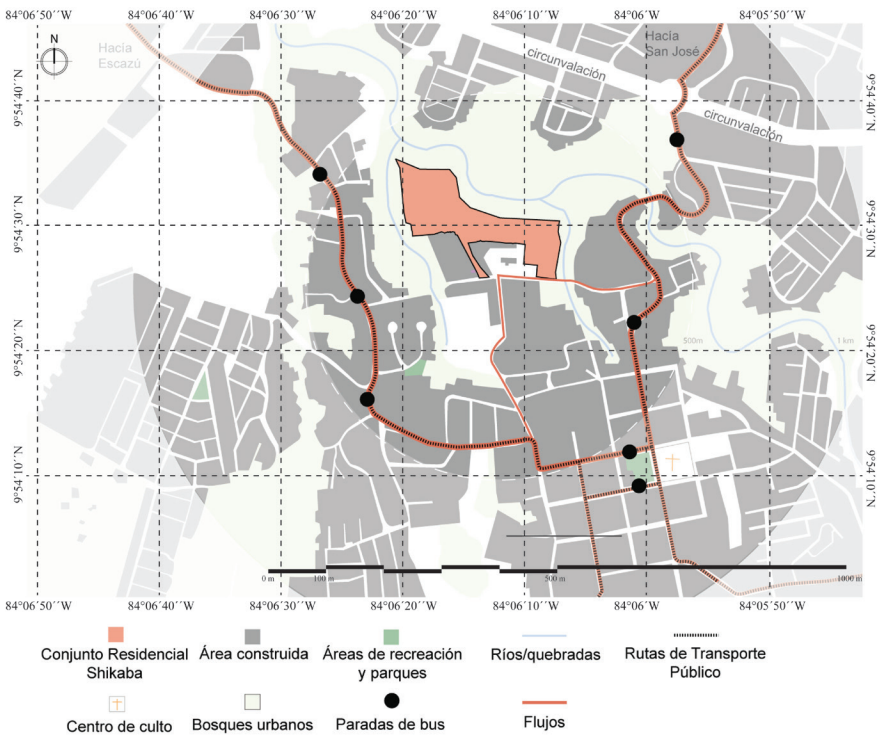 84°06´50´´W 84°06´40´´W 84°06´30´´W 84°06´20´´W 84°06´10´´W 84°06´W 84°05´50´´W
N
Hacía
Escazú
circunvalación
Hacía
San José
circunvalación
9°54´40´´N 9°54´40´´N
9°54´30´´N 9°54´30´´N
9°54´20´´N 500m 1 km 9°54´20´´N
9°54´10´´N 9°54´10´´N
0 m 100 m 500 m 1000 m
84°06´50´´W 84°06´40´´W 84°06´30´´W 84°06´20´´W 84°06´10´´W 84°06´W 84°05´50´´W
Conjunto Residencial
Shikaba
Área construida
Áreas de recreación
y parques
Ríos/quebradas
Rutas de Transporte
Público
Centro de culto
Bosques urbanos
Paradas de bus
Flujos